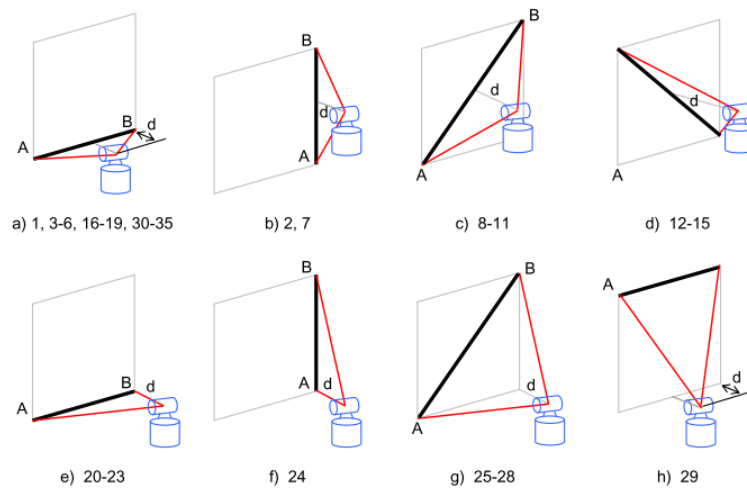 A B d
a) 1, 3-6, 16-19, 30-35
B d A
b) 2, 7
B d A
c) 8-11
d
d) 12-15
A B d
e) 20-23
B A d
f) 24
B d A
g) 25-28
A d
h) 29